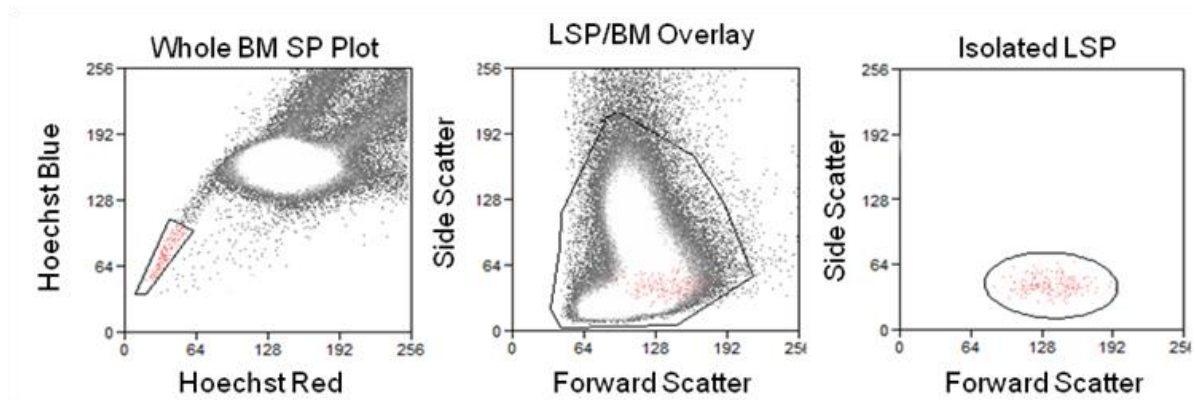 Whole BM SP Plot
256
192
128
64
0
0 64 128 192 256
Hoechst Blue
Hoechst Red
LSP/BM Overlay
256
192
128
64
0
0 64 128 192
Side Scatter
Forward Scatter
Isolated LSP
256
192
128
64
0
0 64 128 192 256
Side Scatter
Forward Scatter